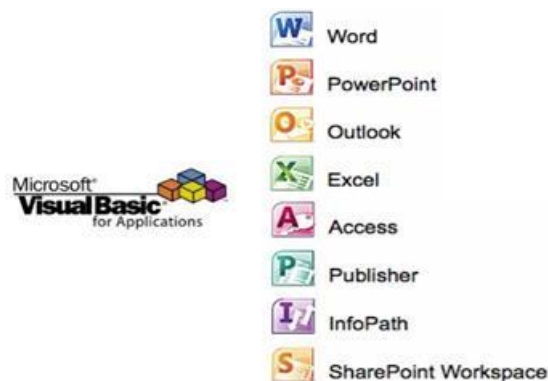 Microsoft®
Visual Basic®
for Applications
W Word
P PowerPoint
O Outlook
X Excel
A Access
P Publisher
I InfoPath
S SharePoint Workspace